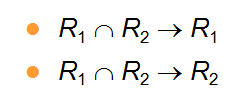 R₁ ∩ R₂ → R₁
R₁ ∩ R₂ → R₂